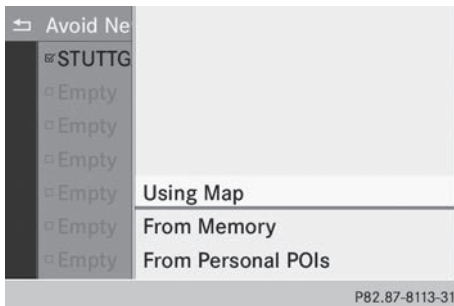 Avoid Ne
STUTTG
Empty
Empty
Empty
Empty
Empty
Empty
Using Map
From Memory
From Personal POIs
P82.87-8113-31